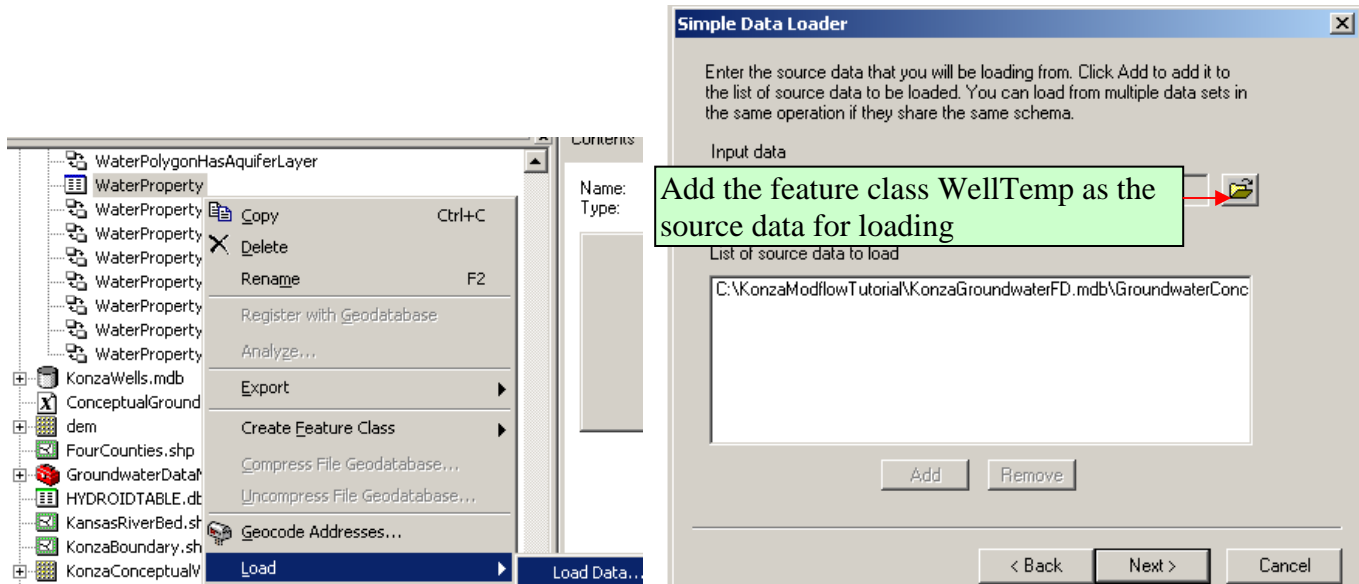 WaterPolygonHasAquiferLayer
WaterProperty
WaterProperty
WaterProperty
WaterProperty
WaterProperty
WaterProperty
WaterProperty
WaterProperty
KonzaWells.mdb
ConceptualGround
dem
FourCounties.shp
GroundwaterData
HYDROIDTABLE.db
KansasRiverBed.sh
KonzaBoundary.sh
KonzaConceptualV
Copy Ctrl+C
Delete
Rename F2
Register with Geodatabase
Analyze...
Export
Create Feature Class
Compress File Geodatabase...
Uncompress File Geodatabase...
Geocode Addresses...
Load
Load Data...
Contents
Name:
Type:
Simple Data Loader
Enter the source data that you will be loading from. Click Add to add it to
the list of source data to be loaded. You can load from multiple data sets in
the same operation if they share the same schema.
Input data
Add the feature class WellTemp as the
source data for loading
List of source data to load
C:\KonzaModflowTutorial\KonzaGroundwaterFD.mdb\GroundwaterConc
Add Remove
< Back Next > Cancel